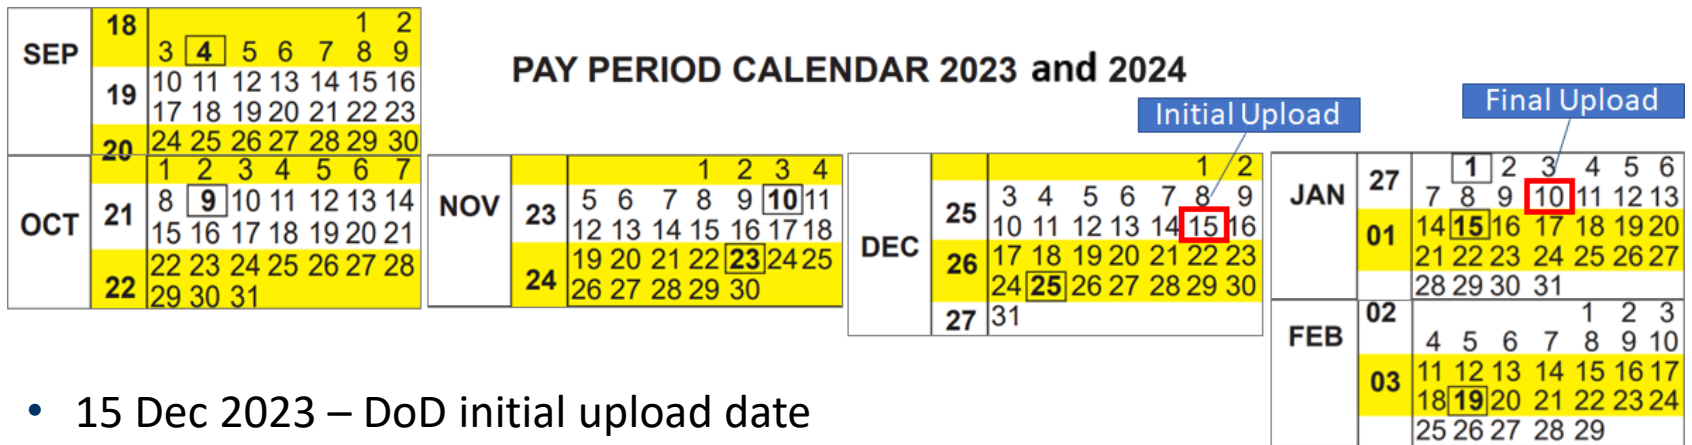 PAY PERIOD CALENDAR 2023 and 2024
Initial Upload
Final Upload
SEP
18
1 2
3 4 5 6 7 8 9
19
10 11 12 13 14 15 16
17 18 19 20 21 22 23
20
24 25 26 27 28 29 30
OCT
1 2 3 4 5 6 7
21
8 9 10 11 12 13 14
15 16 17 18 19 20 21
22
22 23 24 25 26 27 28
29 30 31
NOV
1 2 3 4
23
5 6 7 8 9 10 11
12 13 14 15 16 17 18
24
19 20 21 22 23 24 25
26 27 28 29 30
DEC
1 2
25
3 4 5 6 7 8 9
10 11 12 13 14 15 16
26
17 18 19 20 21 22 23
24 25 26 27 28 29 30
27
31
JAN
27
1 2 3 4 5 6
7 8 9 10 11 12 13
01
14 15 16 17 18 19 20
21 22 23 24 25 26 27
28 29 30 31
FEB
02
1 2 3
4 5 6 7 8 9 10
03
11 12 13 14 15 16 17
18 19 20 21 22 23 24
25 26 27 28 29
• 15 Dec 2023 – DoD initial upload date